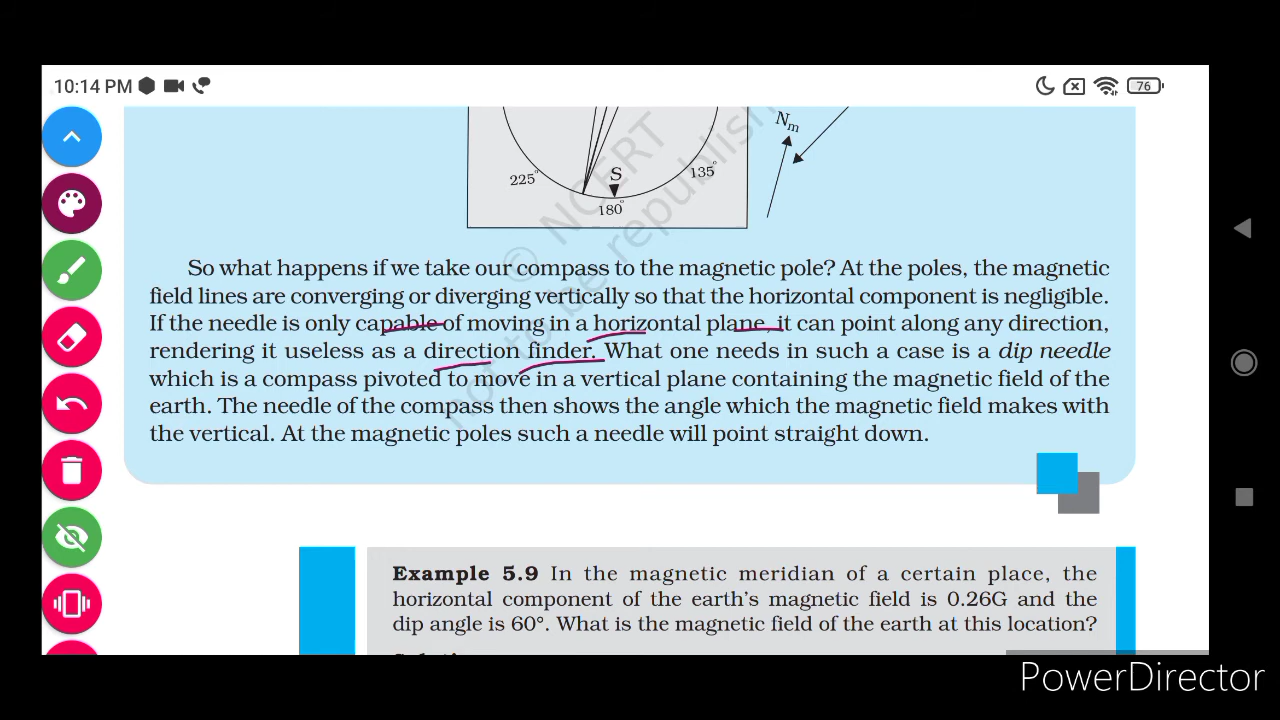 10:14 PM
76
N m
225°
S
135°
180°
© NCERT
not to be republish
So what happens if we take our compass to the magnetic pole? At the poles, the magnetic
field lines are converging or diverging vertically so that the horizontal component is negligible.
If the needle is only capable of moving in a horizontal plane, it can point along any direction,
rendering it useless as a direction finder. What one needs in such a case is a dip needle
which is a compass pivoted to move in a vertical plane containing the magnetic field of the
earth. The needle of the compass then shows the angle which the magnetic field makes with
the vertical. At the magnetic poles such a needle will point straight down.
Example 5.9 In the magnetic meridian of a certain place, the
horizontal component of the earth's magnetic field is 0.26G and the
dip angle is 60°. What is the magnetic field of the earth at this location?
PowerDirector